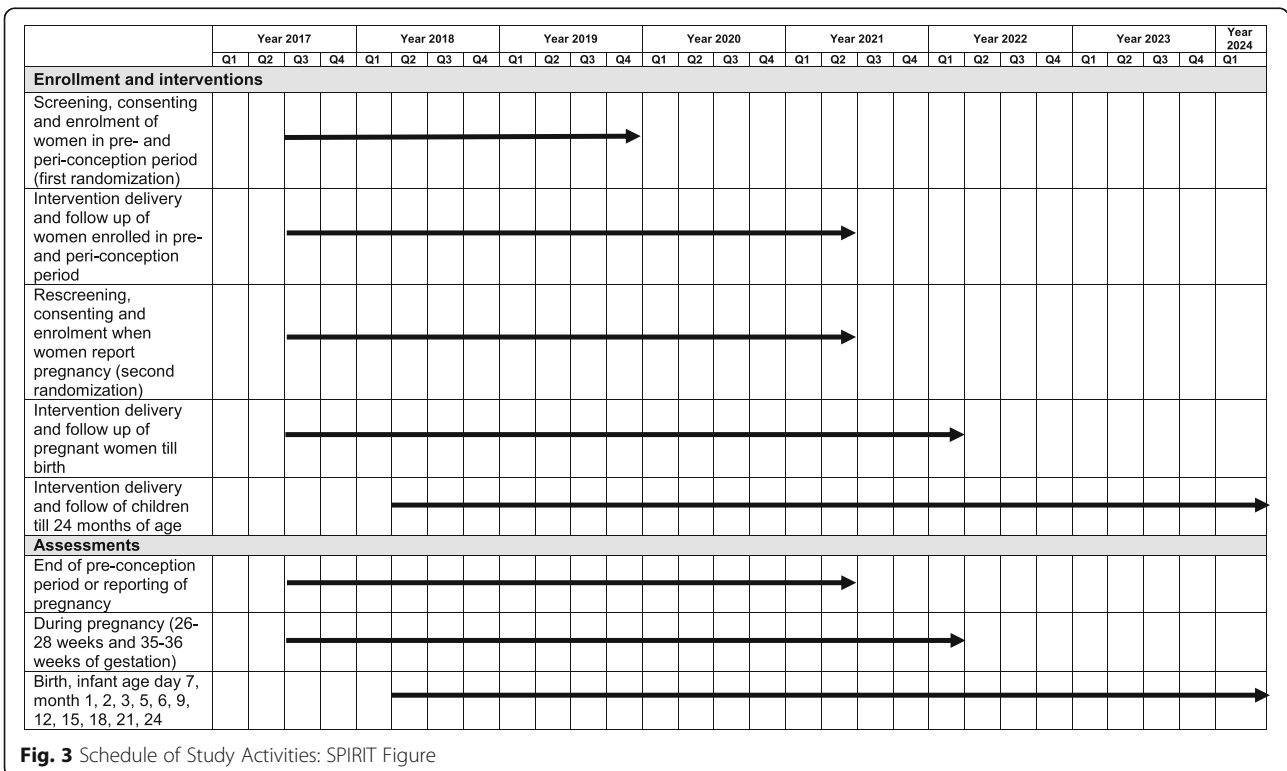 Year 2017 Year 2018 Year 2019 Year 2020 Year 2021 Year 2022 Year 2023 Year
2024
Q1 Q2 Q3 Q4 Q1 Q2 Q3 Q4 Q1 Q2 Q3 Q4 Q1 Q2 Q3 Q4 Q1 Q2 Q3 Q4 Q1 Q2 Q3 Q4 Q1 Q2 Q3 Q4 Q1
Enrollment and interventions
Screening, consenting
and enrolment of
women in pre- and
peri-conception period
(first randomization)
Intervention delivery
and follow up of
women enrolled in pre-
and peri-conception
period
Rescreening,
consenting and
enrolment when
women report
pregnancy (second
randomization)
Intervention delivery
and follow up of
pregnant women till
birth
Intervention delivery
and follow of children
till 24 months of age
Assessments
End of pre-conception
period or reporting of
pregnancy
During pregnancy (26-
28 weeks and 35-36
weeks of gestation)
Birth, infant age day 7,
month 1, 2, 3, 5, 6, 9,
12, 15, 18, 21, 24
Fig. 3 Schedule of Study Activities: SPIRIT Figure